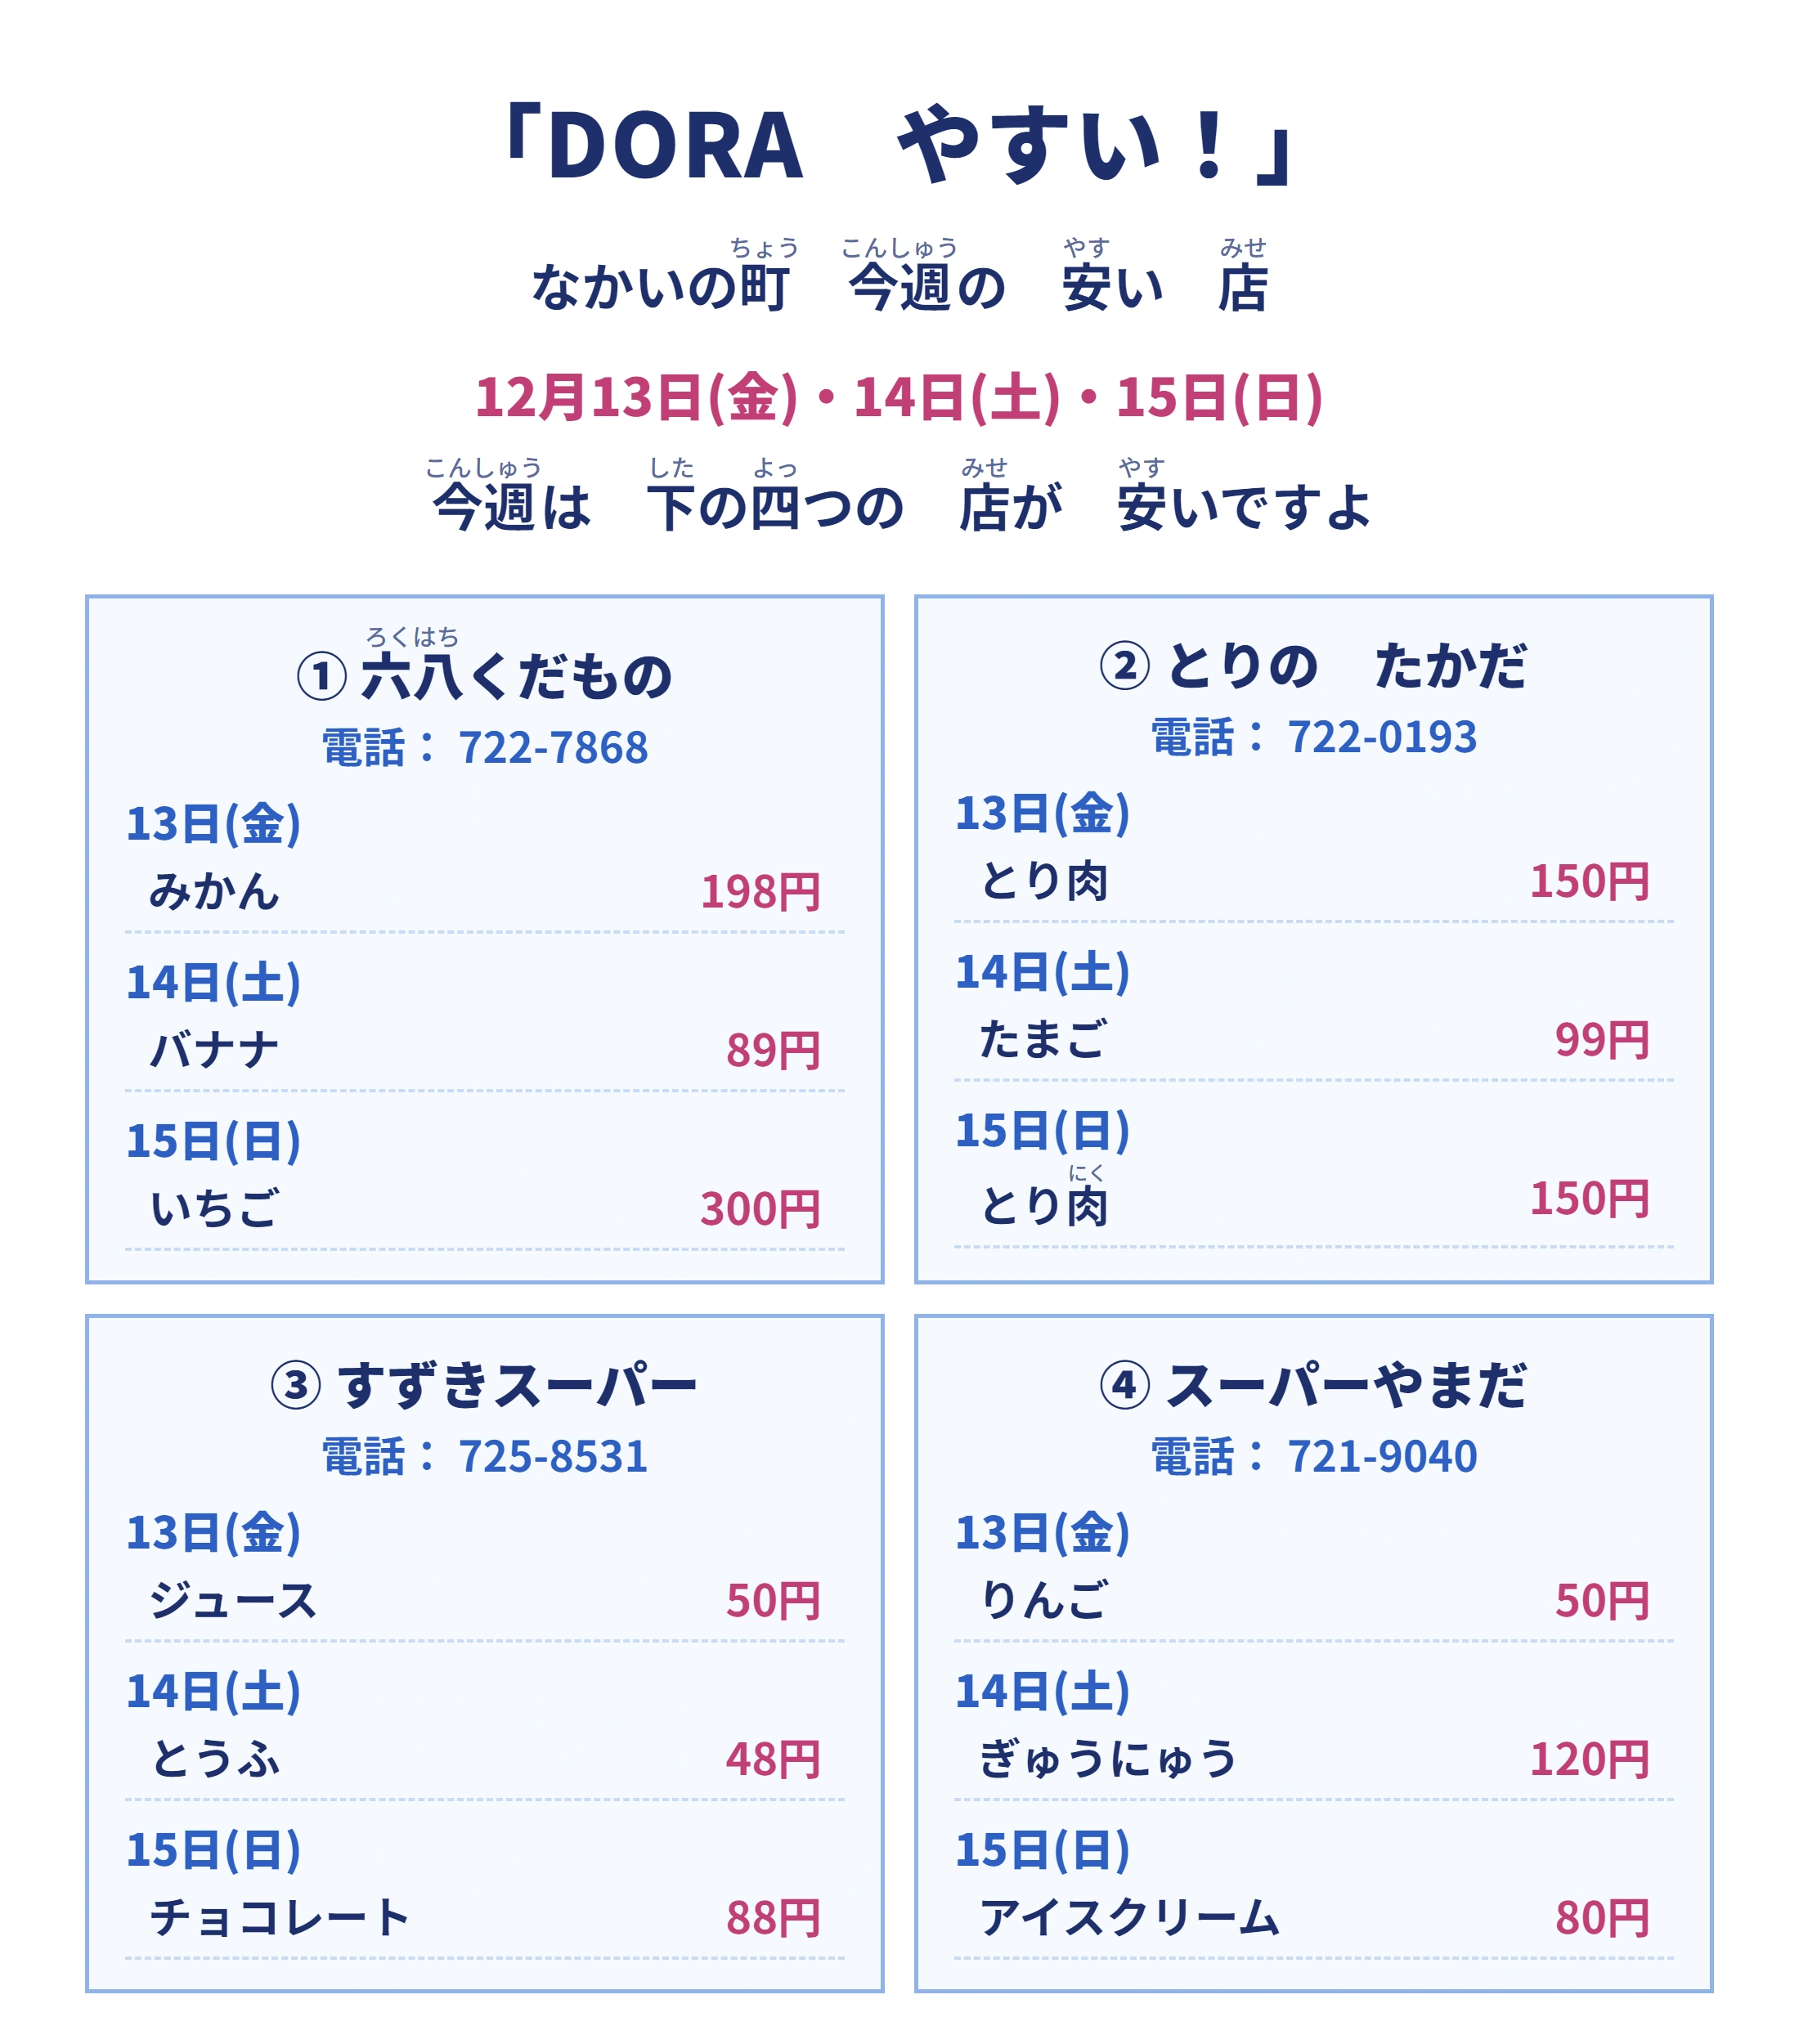 「DORA　やすい！」
なかいの町　今週の　安い　店
ちょう　こんしゅう　やす　みせ
12月13日(金)・14日(土)・15日(日)
今週は　下の四つの　店が　安いですよ
こんしゅう　した　よっ　みせ　やす
① 六八くだもの
ろくはち
電話： 722-7868
13日(金)
みかん 198円
14日(土)
バナナ 89円
15日(日)
いちご 300円
② とりの　たかだ
電話： 722-0193
13日(金)
とり肉 150円
14日(土)
たまご 99円
15日(日)
とり肉 150円
にく
③ すずきスーパー
電話： 725-8531
13日(金)
ジュース 50円
14日(土)
とうふ 48円
15日(日)
チョコレート 88円
④ スーパーやまだ
電話： 721-9040
13日(金)
りんご 50円
14日(土)
ぎゅうにゅう 120円
15日(日)
アイスクリーム 80円